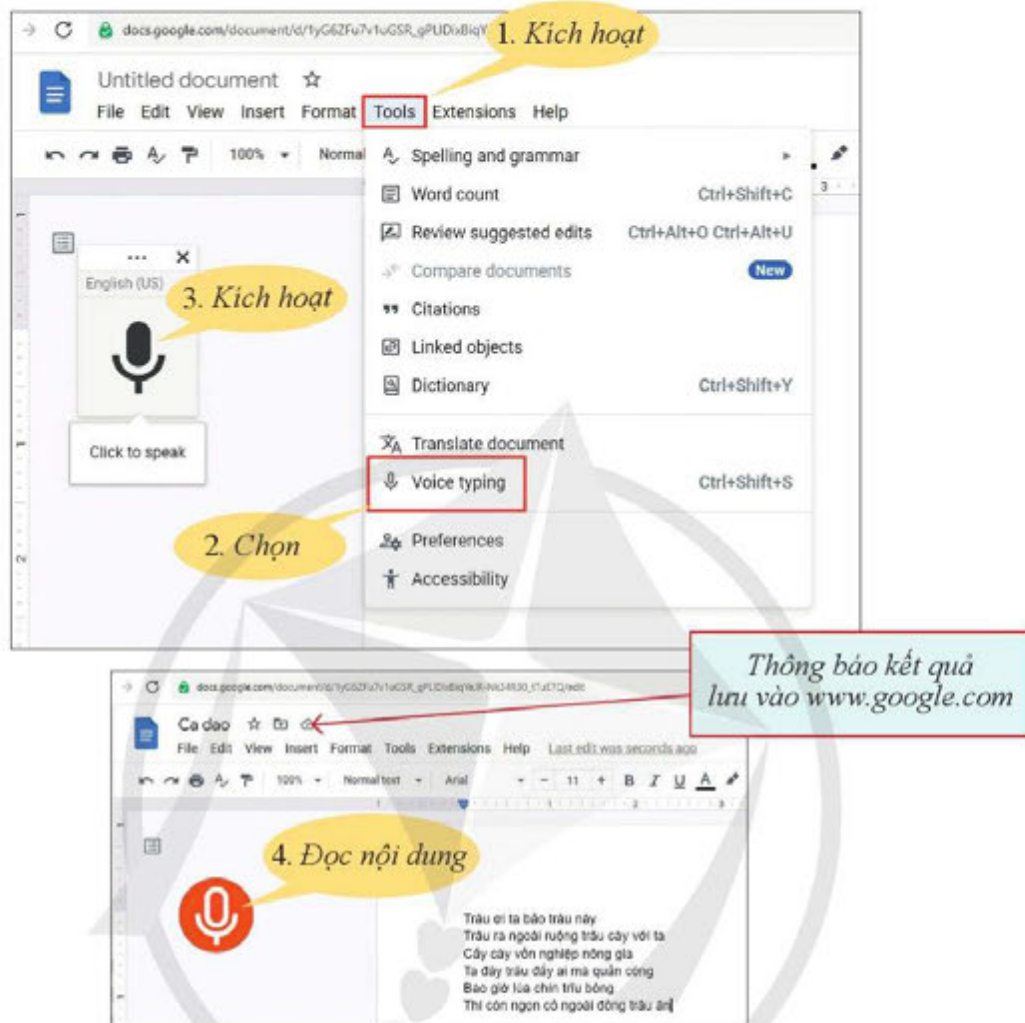 docs.google.com/document/d/1yG6ZFu7v1uGSR_gPUDixBiqY
1. Kích hoạt
Untitled document
File Edit View Insert Format Tools Extensions Help
100% Normal
Spelling and grammar
3
Word count Ctrl+Shift+C
Review suggested edits Ctrl+Alt+O Ctrl+Alt+U
Compare documents New
English (US)
3. Kích hoạt
Citations
Linked objects
Dictionary Ctrl+Shift+Y
Click to speak
Translate document
Voice typing Ctrl+Shift+S
2. Chọn
Preferences
Accessibility
Thông báo kết quả
lưu vào www.google.com
Ca dao
File Edit View Insert Format Tools Extensions Help Last edit was seconds ago
100% Normal text Arial 11 B I U A
4. Đọc nội dung
Trâu ơi ta bảo trâu này
Trâu ra ngoài ruộng trâu cày với ta
Cấy cày vốn nghiệp nông gia
Ta đây trâu đấy ai mà quản công
Bao giờ lúa chín trĩu bông
Thì còn ngọn cỏ ngoài đồng trâu ăn